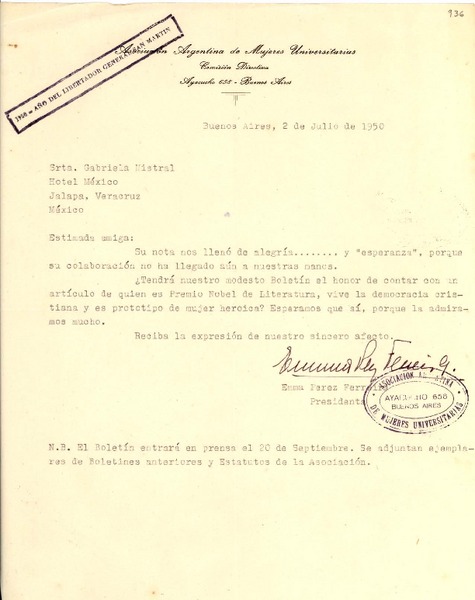 936
1950 - AÑO DEL LIBERTADOR GENERAL SAN MARTIN
Asociación Argentina de Mujeres Universitarias
Comisión Directiva
Ayacucho 658 - Buenos Aires
Buenos Aires, 2 de Julio de 1950
Srta. Gabriela Mistral
Hotel México
Jalapa, Veracruz
México
Estimada amiga:
Su nota nos llenó de alegría........ y "esperanza", porque
su colaboración no ha llegado aún a nuestras manos.
¿Tendrá nuestro modesto Boletín el honor de contar con un
artículo de quien es Premio Nobel de Literatura, vive la democracia cris-
tiana y es prototipo de mujer heroica? Esperamos que sí, porque la admira-
mos mucho.
Reciba la expresión de nuestro sincero afecto.
Emma Perez Ferreira
Presidenta
ASOCIACION ARGENTINA
AYACUCHO 658
BUENOS AIRES
DE MUJERES UNIVERSITARIAS
N.B. El Boletín entrará en prensa el 20 de Septiembre. Se adjuntan ejempla-
res de Boletines anteriores y Estatutos de la Asociación.